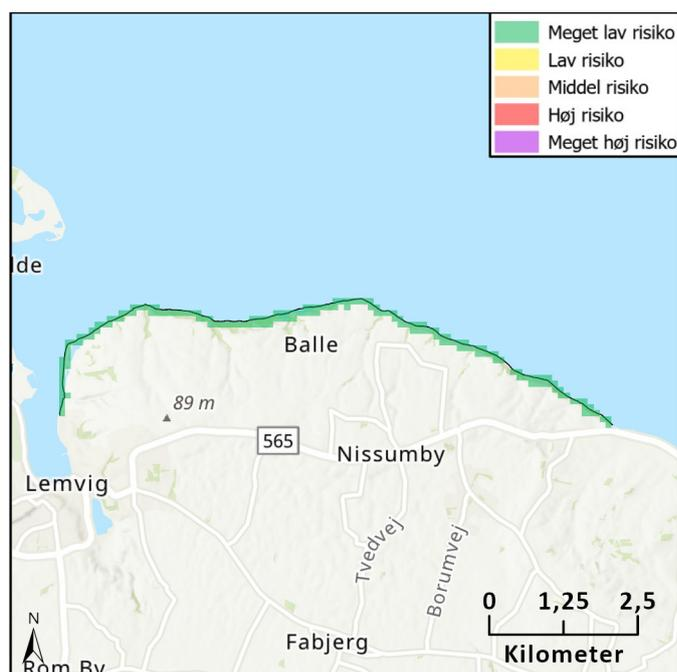 Meget lav risiko
Lav risiko
Middel risiko
Høj risiko
Meget høj risiko
lde
Balle
89 m
565
Nissumby
Lemvig
Tvedvej
Borumvej
0 1,25 2,5
Kilometer
N
Fabjerg
Rom By